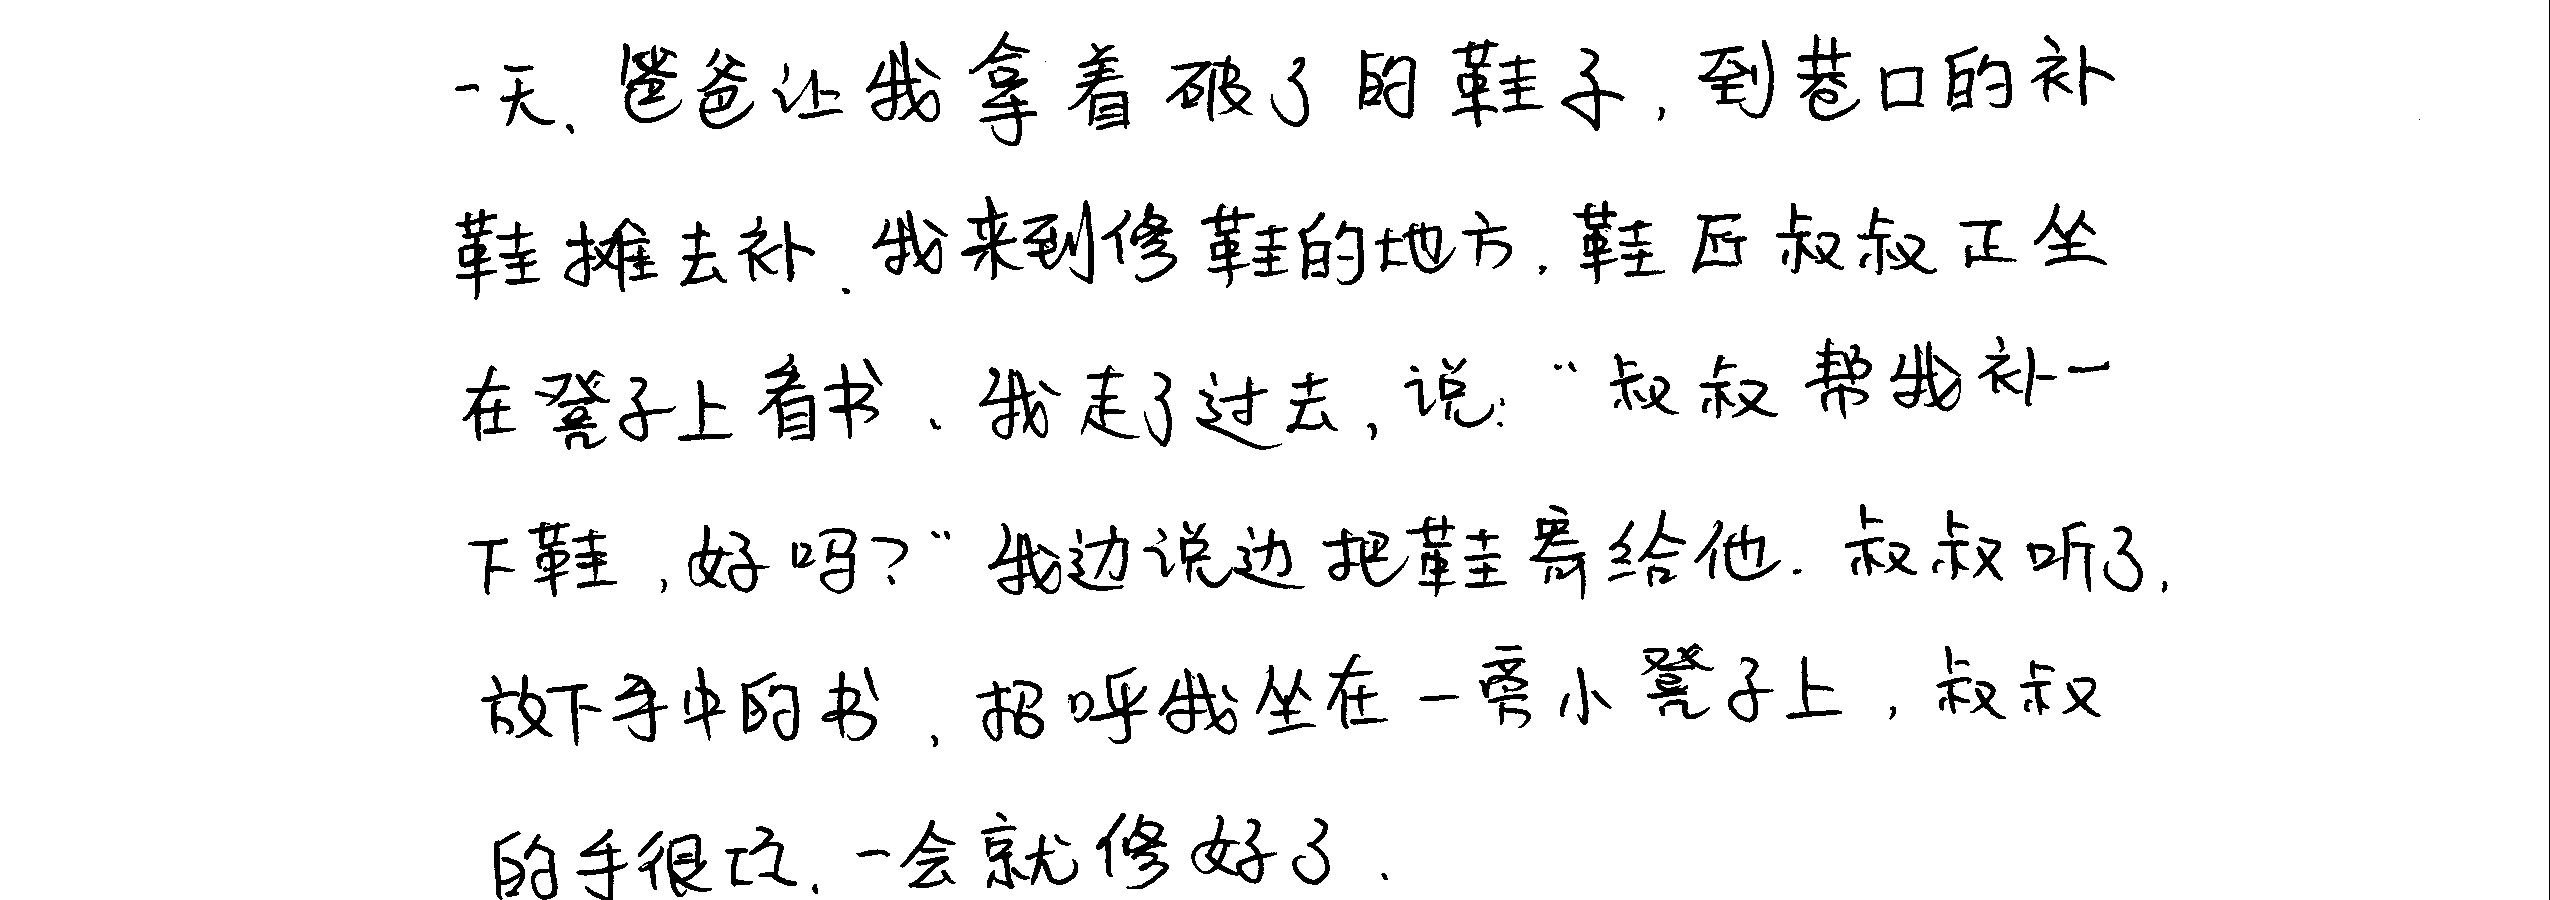 一天、爸爸让我拿着破了的鞋子，到巷口的补
鞋摊去补．我来到修鞋的地方．鞋匠叔叔正坐
在凳子上看书、我走了过去，说：“叔叔帮我补一
下鞋，好吗？”我边说边把鞋寄给他．叔叔听了，
放下手中的书，招呼我坐在一旁小凳子上，叔叔
的手很巧．一会就修好了．